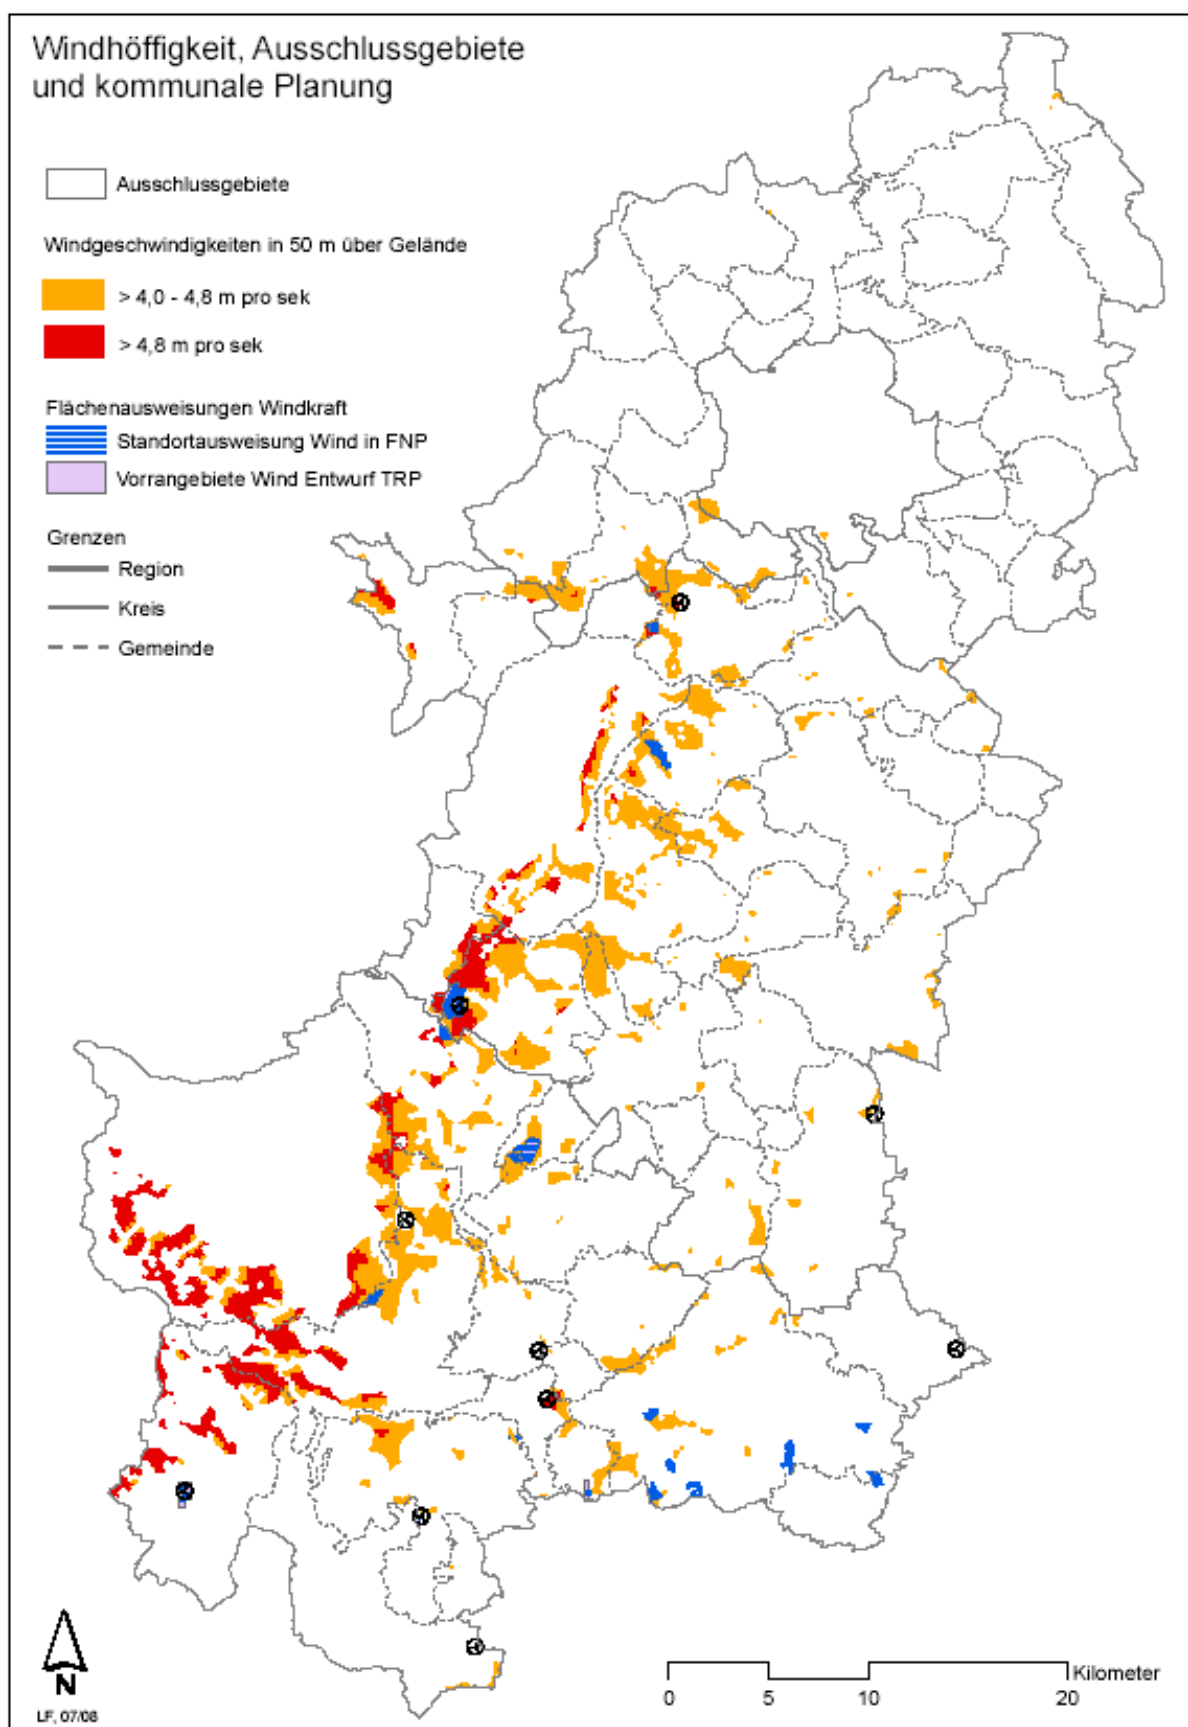 Windhöffigkeit, Ausschlussgebiete
und kommunale Planung
Ausschlussgebiete
Windgeschwindigkeiten in 50 m über Gelände
> 4,0 - 4,8 m pro sek
> 4,8 m pro sek
Flächenausweisungen Windkraft
Standortausweisung Wind in FNP
Vorrangebiete Wind Entwurf TRP
Grenzen
Region
Kreis
Gemeinde
N
LF, 07/08
Kilometer
0 5 10 20